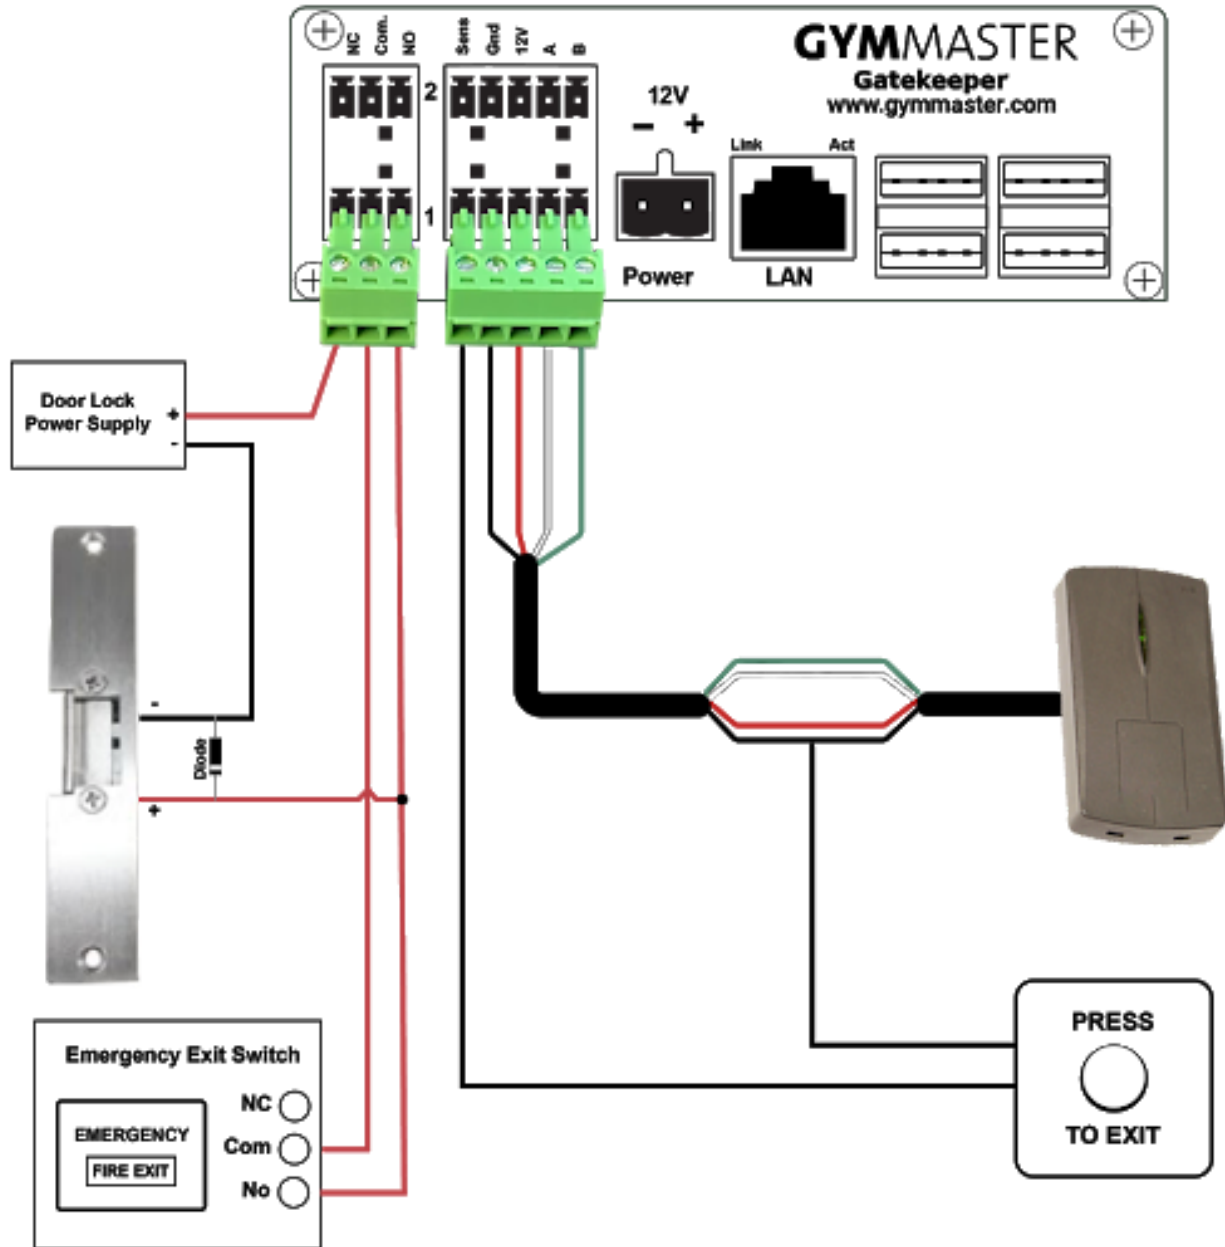 NC Com. NO Sens Gnd 12V A B
GYMMASTER
Gatekeeper
www.gymmaster.com
2
12V
- +
Link Act
1
Power LAN
Door Lock +
Power Supply
-
-
Diode
+
Emergency Exit Switch
NC
EMERGENCY
Com
FIRE EXIT
No
PRESS
TO EXIT